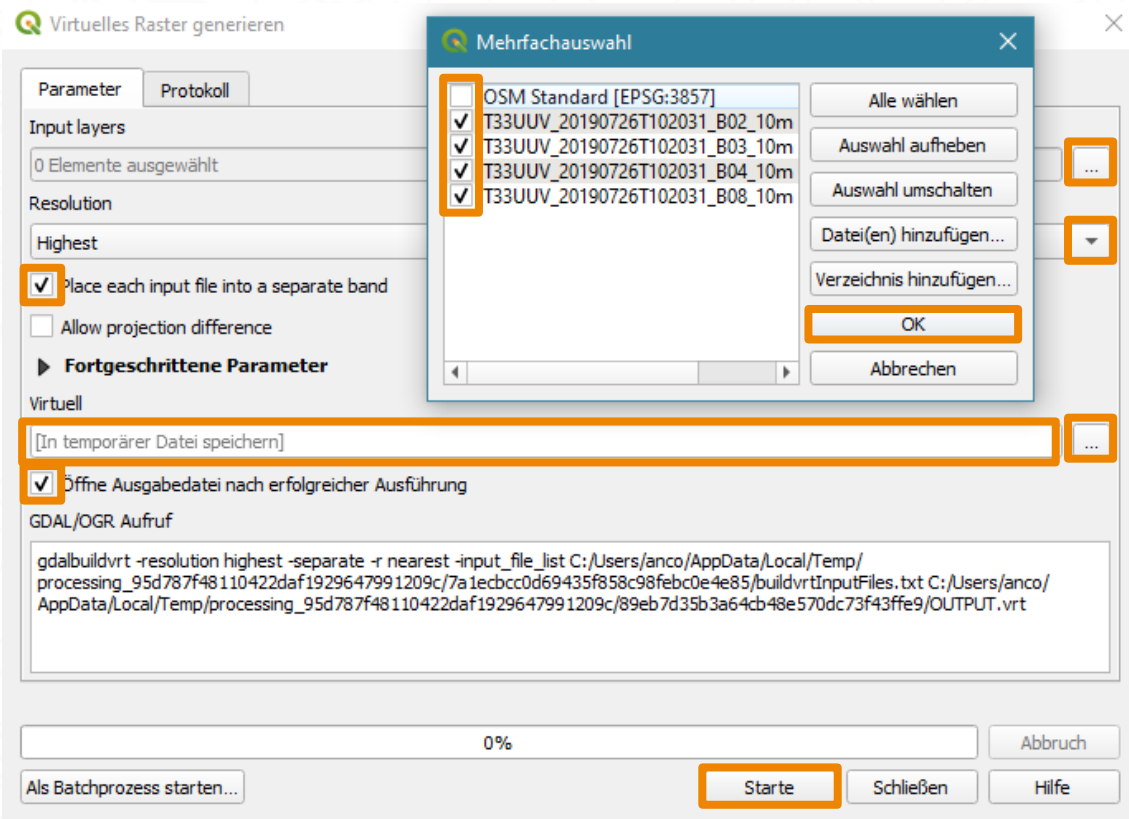 Virtuelles Raster generieren
Parameter
Protokoll
Input layers
0 Elemente ausgewählt
...
Resolution
Highest
Place each input file into a separate band
Allow projection difference
Fortgeschrittene Parameter
Virtuell
[In temporärer Datei speichern]
...
Öffne Ausgabedatei nach erfolgreicher Ausführung
GDAL/OGR Aufruf
gdalbuildvrt -resolution highest -separate -r nearest -input_file_list C:/Users/anco/AppData/Local/Temp/
processing_95d787f48110422daf1929647991209c/7a1ecbcc0d69435f858c98febc0e4e85/buildvrtInputFiles.txt C:/Users/anco/
AppData/Local/Temp/processing_95d787f48110422daf1929647991209c/89eb7d35b3a64cb48e570dc73f43ffe9/OUTPUT.vrt
0%
Abbruch
Als Batchprozess starten...
Starte
Schließen
Hilfe
Mehrfachauswahl
OSM Standard [EPSG:3857]
T33UUV_20190726T102031_B02_10m
T33UUV_20190726T102031_B03_10m
T33UUV_20190726T102031_B04_10m
T33UUV_20190726T102031_B08_10m
Alle wählen
Auswahl aufheben
Auswahl umschalten
Datei(en) hinzufügen...
Verzeichnis hinzufügen...
OK
Abbrechen